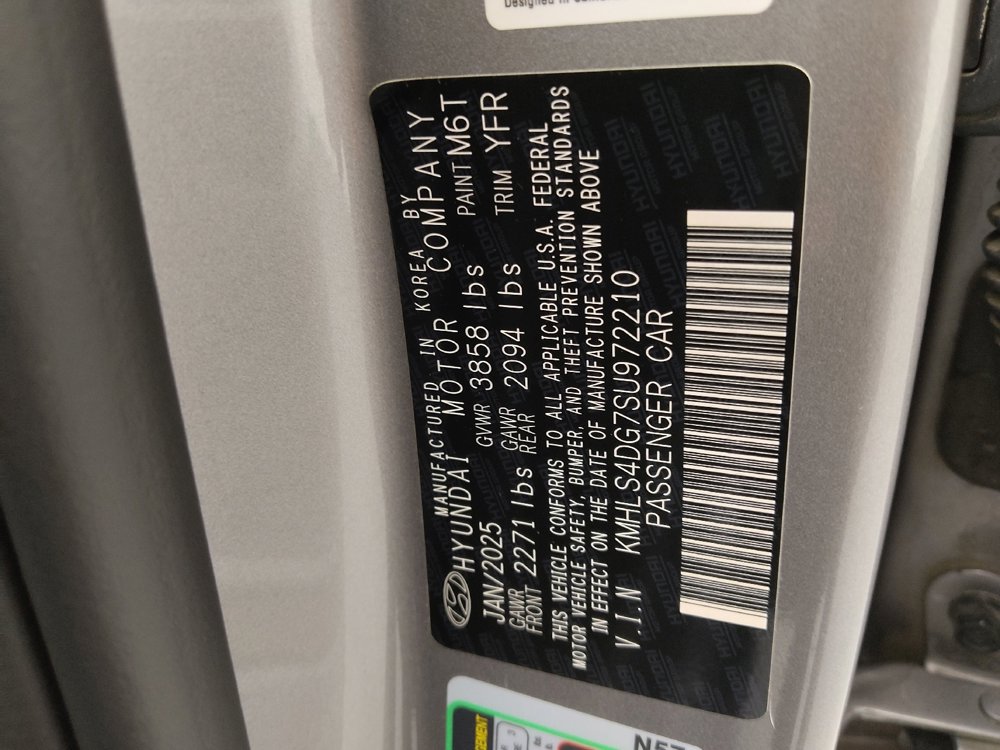 Designed in
MANUFACTURED IN KOREA BY
HYUNDAI MOTOR COMPANY
JAN/2025 GVWR 3858 lbs PAINT M6T
GAWR FRONT 2271 lbs GAWR REAR 2094 lbs TRIM YFR
THIS VEHICLE CONFORMS TO ALL APPLICABLE U.S.A. FEDERAL
MOTOR VEHICLE SAFETY, BUMPER, AND THEFT PREVENTION STANDARDS
IN EFFECT ON THE DATE OF MANUFACTURE SHOWN ABOVE
V.I.N KMHLS4DG7SU972210
PASSENGER CAR